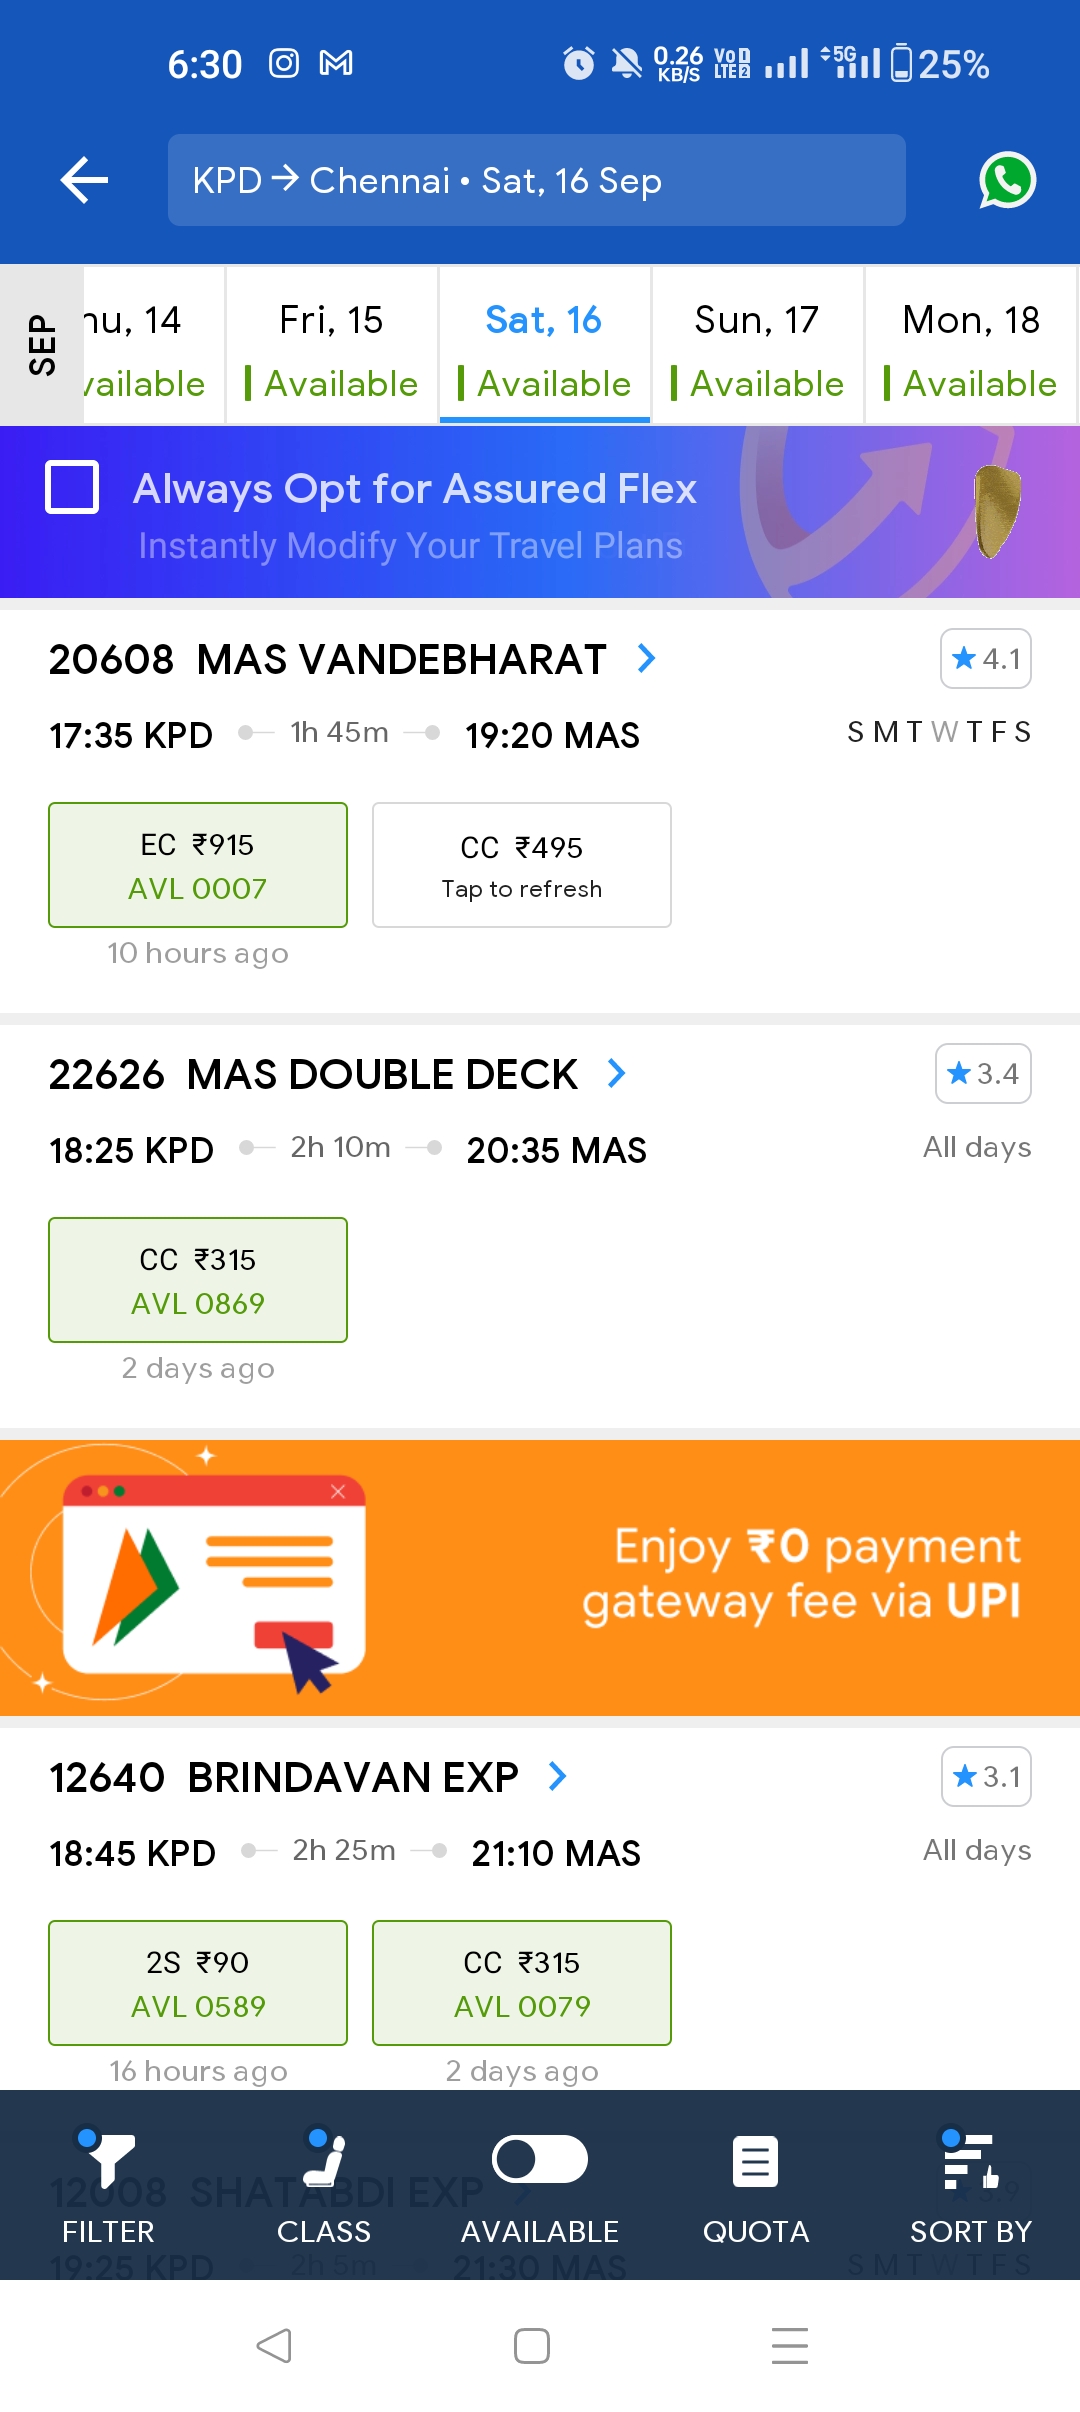 6:30 0.26 KB/S VoD LTE 1 2 5G 25%
KPD → Chennai • Sat, 16 Sep
SEP
hu, 14 Fri, 15 Sat, 16 Sun, 17 Mon, 18
vailable Available Available Available Available
Always Opt for Assured Flex
Instantly Modify Your Travel Plans
20608 MAS VANDEBHARAT 4.1
17:35 KPD 1h 45m 19:20 MAS S M T W T F S
EC ₹915 CC ₹495
AVL 0007 Tap to refresh
10 hours ago
22626 MAS DOUBLE DECK 3.4
18:25 KPD 2h 10m 20:35 MAS All days
CC ₹315
AVL 0869
2 days ago
Enjoy ₹0 payment
gateway fee via UPI
12640 BRINDAVAN EXP 3.1
18:45 KPD 2h 25m 21:10 MAS All days
2S ₹90 CC ₹315
AVL 0589 AVL 0079
16 hours ago 2 days ago
12008 SHATABDI EXP
FILTER CLASS AVAILABLE QUOTA SORT BY
19:25 KPD 2h 5m 21:30 MAS S M T W T F S